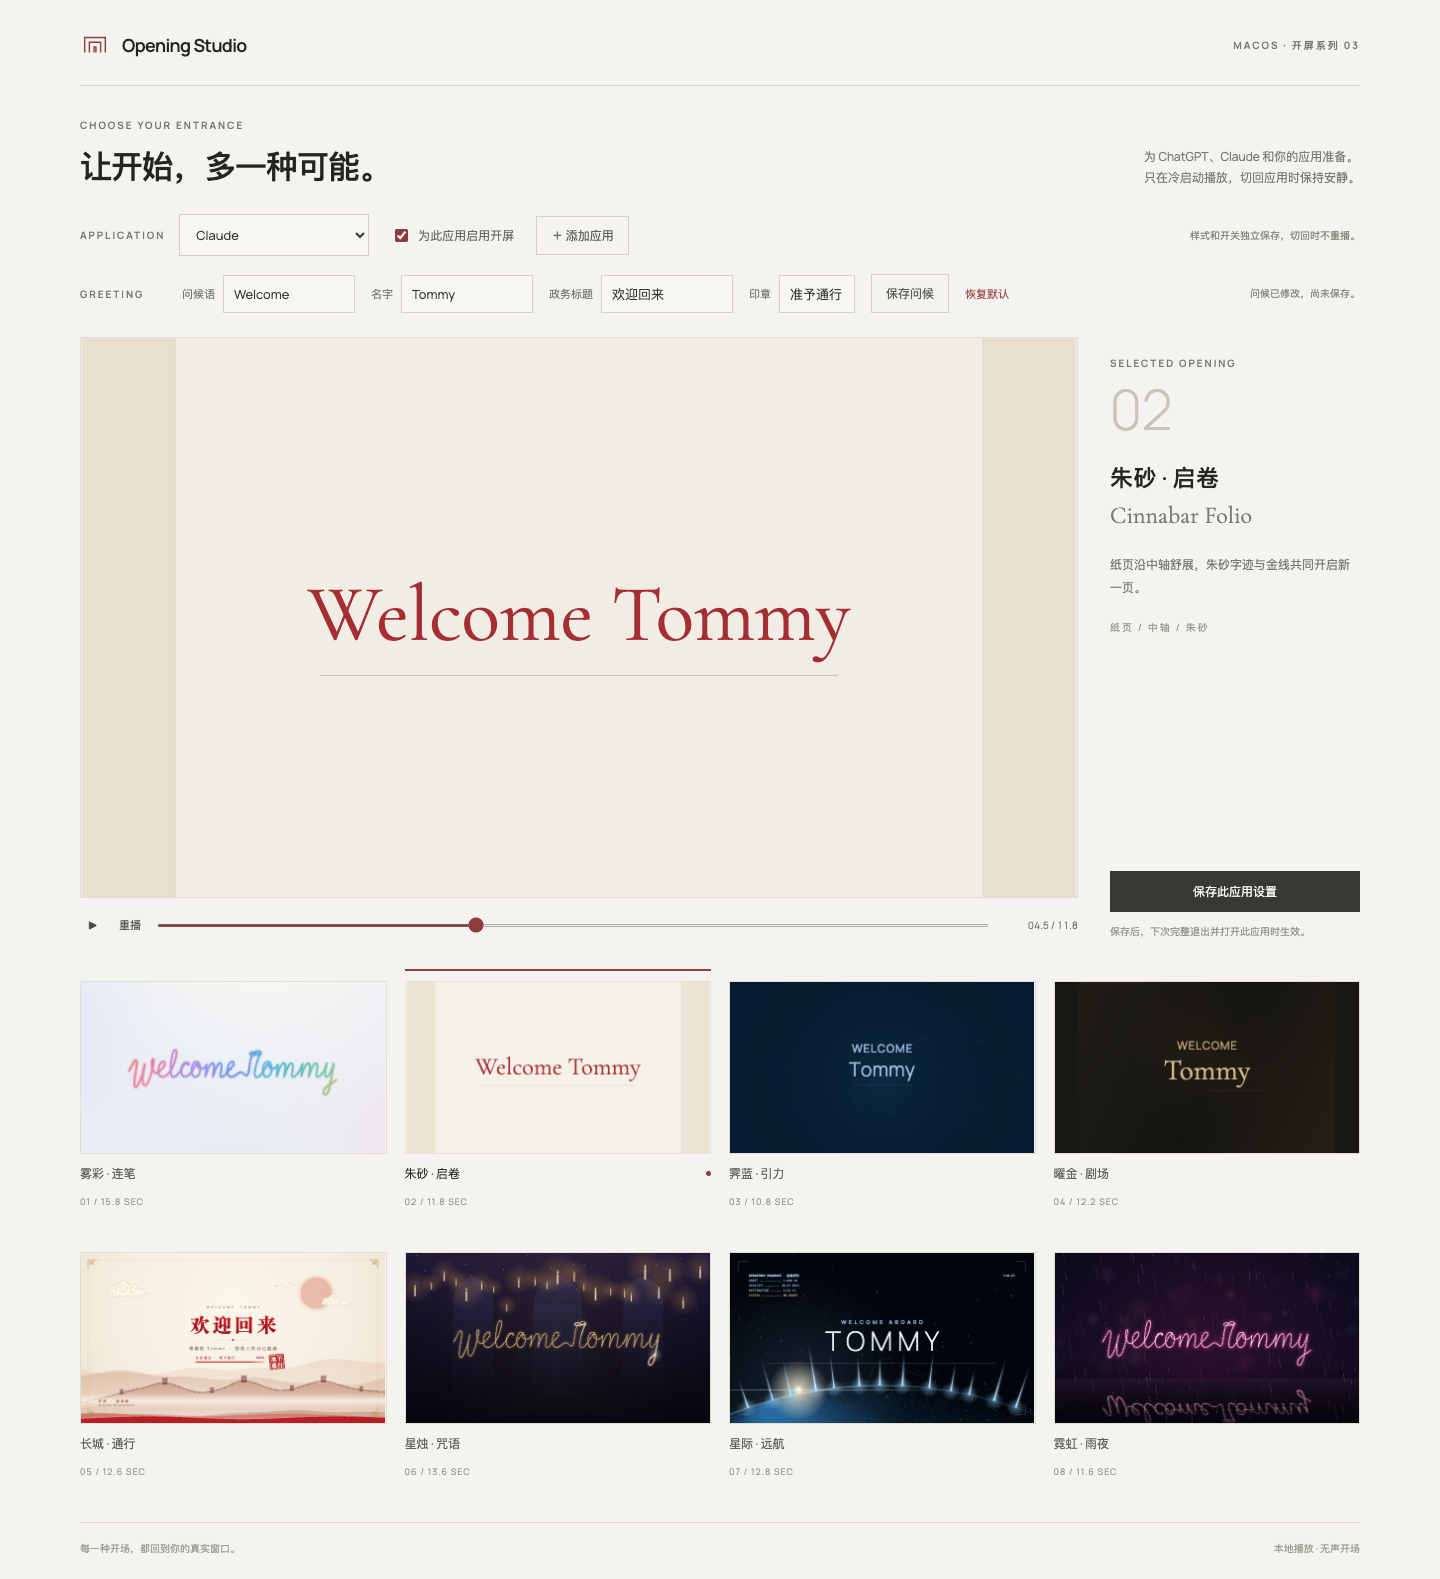 Opening Studio
MACOS · 开屏系列 03
CHOOSE YOUR ENTRANCE
让开始，多一种可能。
为 ChatGPT、Claude 和你的应用准备。
只在冷启动播放，切回应用时保持安静。
APPLICATION
Claude
为此应用启用开屏
+ 添加应用
样式和开关独立保存，切回时不重播。
GREETING
问候语
Welcome
名字
Tommy
政务标题
欢迎回来
印章
准予通行
保存问候
恢复默认
问候已修改，尚未保存。
Welcome Tommy
SELECTED OPENING
02
朱砂 · 启卷
Cinnabar Folio
纸页沿中轴舒展，朱砂字迹与金线共同开启新
一页。
纸页 / 中轴 / 朱砂
保存此应用设置
保存后，下次完整退出并打开此应用时生效。
重播
04.5 / 11.8
Welcome Tommy
Welcome Tommy
WELCOME
Tommy
WELCOME
Tommy
雾彩 · 连笔
朱砂 · 启卷
霁蓝 · 引力
曜金 · 剧场
01 / 15.8 SEC
02 / 11.8 SEC
03 / 10.8 SEC
04 / 12.2 SEC
WELCOME, TOMMY
欢迎回来
Welcome Tommy
WELCOME ABOARD
TOMMY
Welcome Tommy
长城 · 通行
星烛 · 咒语
星际 · 远航
霓虹 · 雨夜
05 / 12.6 SEC
06 / 13.6 SEC
07 / 12.8 SEC
08 / 11.6 SEC
每一种开场，都回到你的真实窗口。
本地播放 · 无声开场